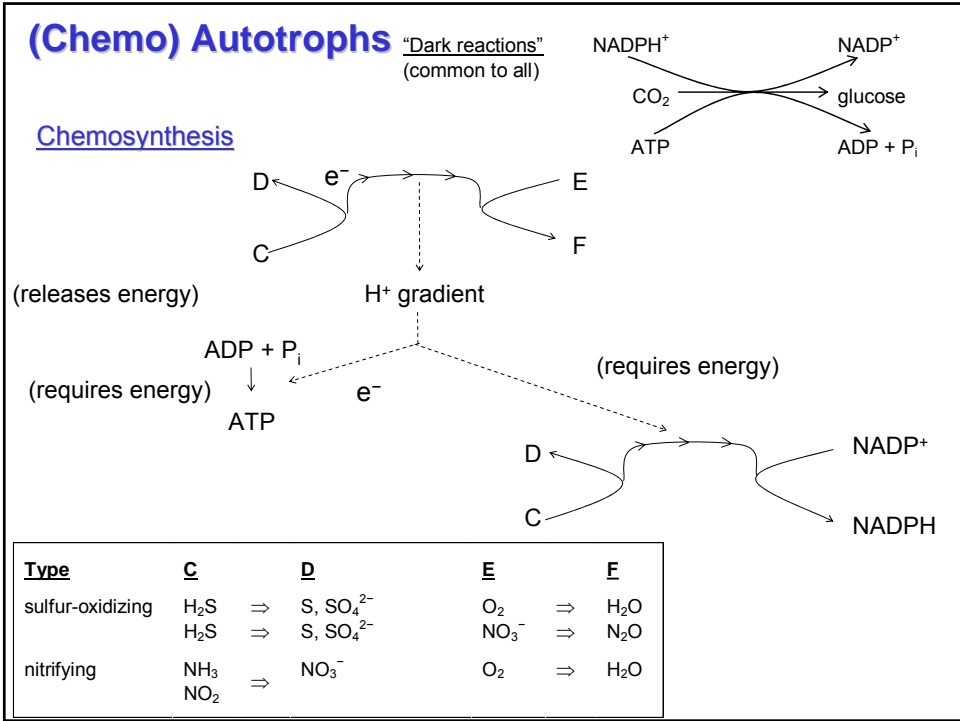 (Chemo) Autotrophs
"Dark reactions"
(common to all)
NADPH⁺ NADP⁺
CO₂ glucose
ATP ADP + Pᵢ
Chemosynthesis
D e⁻ E
C F
(releases energy) H⁺ gradient
ADP + Pᵢ
(requires energy) e⁻ (requires energy)
ATP
D NADP⁺
C NADPH
Type C D E F
sulfur-oxidizing H₂S ⇒ S, SO₄²⁻ O₂ ⇒ H₂O
H₂S ⇒ S, SO₄²⁻ NO₃⁻ ⇒ N₂O
nitrifying NH₃ ⇒ NO₃⁻ O₂ ⇒ H₂O
NO₂